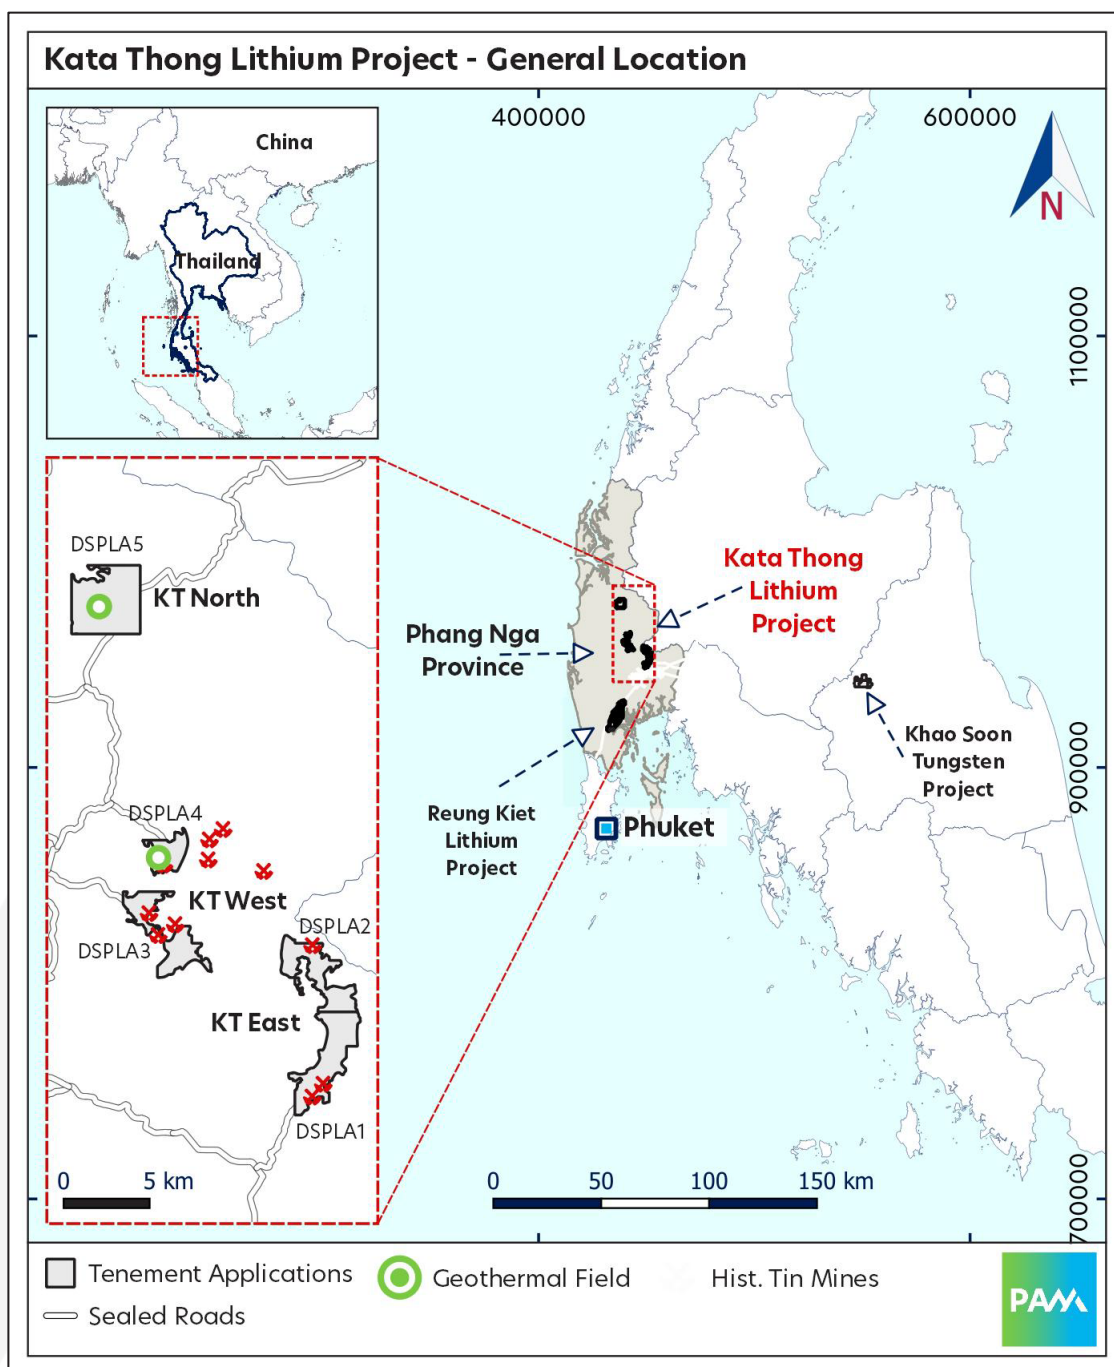 Kata Thong Lithium Project - General Location
400000
600000
China
Thailand
N
1100000
900000
700000
DSPLA5
KT North
DSPLA4
KT West
DSPLA3
DSPLA2
KT East
DSPLA1
0
5 km
Kata Thong
Lithium
Project
Phang Nga
Province
Khao Soon
Tungsten
Project
Reung Kiet
Lithium
Project
Phuket
0
50
100
150 km
Tenement Applications
Geothermal Field
Hist. Tin Mines
Sealed Roads
PAM